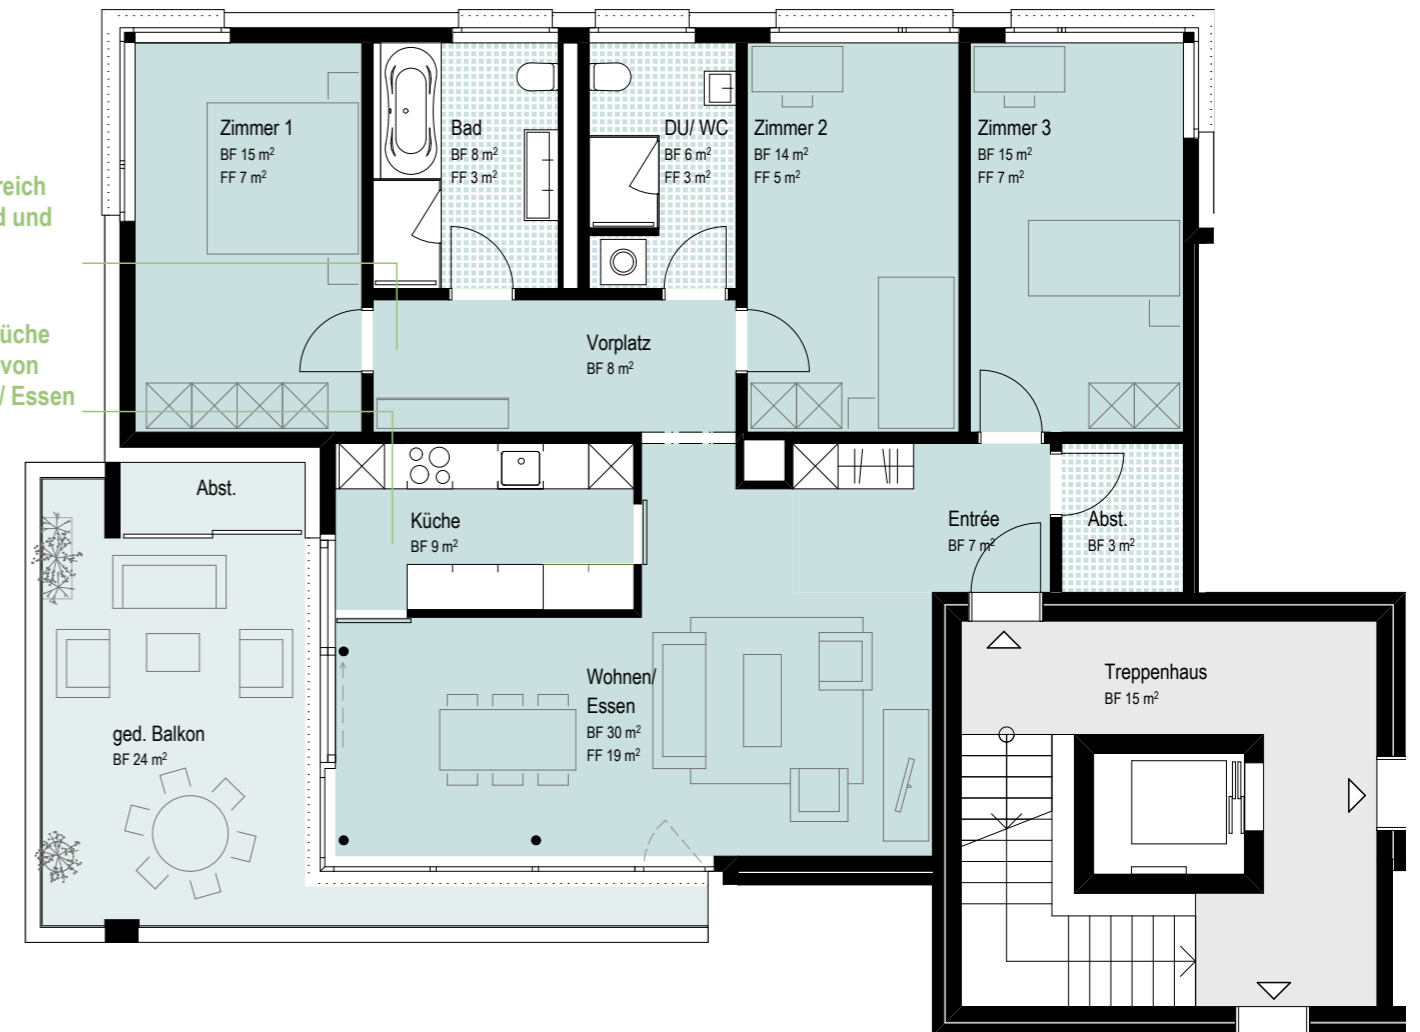 Zimmer 1
BF 15 m²
FF 7 m²
Bad
BF 8 m²
FF 3 m²
DU/ WC
BF 6 m²
FF 3 m²
Zimmer 2
BF 14 m²
FF 5 m²
Zimmer 3
BF 15 m²
FF 7 m²
reich
d und
üche
von
/ Essen
Vorplatz
BF 8 m²
Abst.
Küche
BF 9 m²
Entrée
BF 7 m²
Abst.
BF 3 m²
ged. Balkon
BF 24 m²
Wohnen/
Essen
BF 30 m²
FF 19 m²
Treppenhaus
BF 15 m²